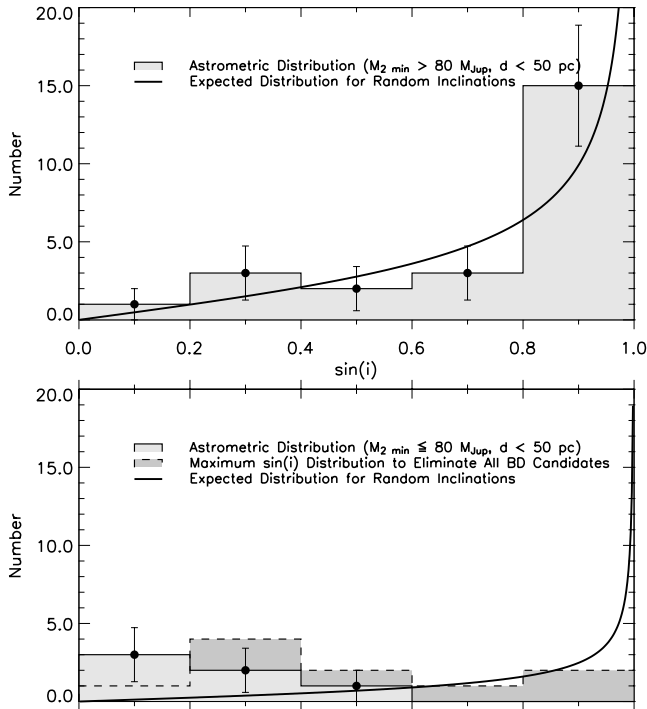 20.0
Astrometric Distribution (M2 min > 80 MJup, d < 50 pc)
Expected Distribution for Random Inclinations
15.0
10.0
5.0
0.0
Number
0.0 0.2 0.4 0.6 0.8 1.0
sin(i)
20.0
Astrometric Distribution (M2 min ≦ 80 MJup, d < 50 pc)
Maximum sin(i) Distribution to Eliminate All BD Candidates
Expected Distribution for Random Inclinations
15.0
10.0
5.0
0.0
Number